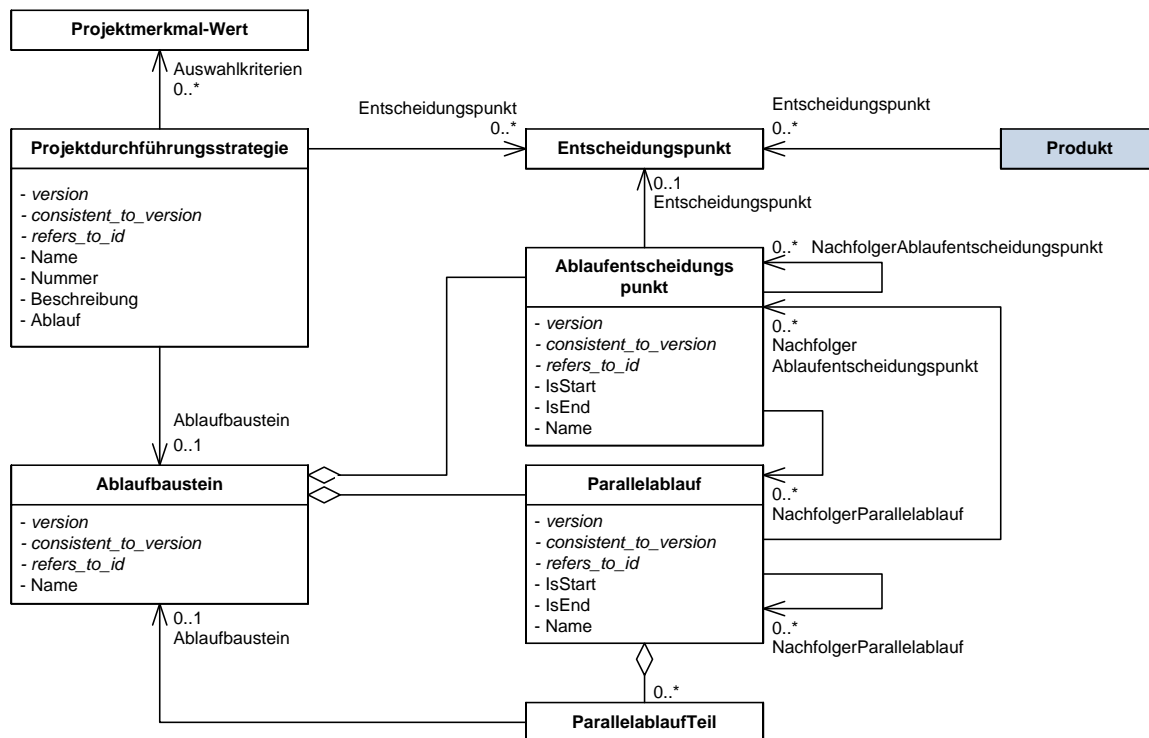 Projektmerkmal-Wert
Auswahlkriterien
0..*
Entscheidungspunkt
0..*
Entscheidungspunkt
0..*
Projektdurchführungsstrategie
- version
- consistent_to_version
- refers_to_id
- Name
- Nummer
- Beschreibung
- Ablauf
Entscheidungspunkt
Produkt
0..1
Entscheidungspunkt
Ablaufentscheidungs
punkt
- version
- consistent_to_version
- refers_to_id
- IsStart
- IsEnd
- Name
0..* NachfolgerAblaufentscheidungspunkt
0..*
Nachfolger
Ablaufentscheidungspunkt
Ablaufbaustein
0..1
Ablaufbaustein
- version
- consistent_to_version
- refers_to_id
- Name
Parallelablauf
- version
- consistent_to_version
- refers_to_id
- IsStart
- IsEnd
- Name
0..*
NachfolgerParallelablauf
0..*
NachfolgerParallelablauf
0..1
Ablaufbaustein
0..*
ParallelablaufTeil